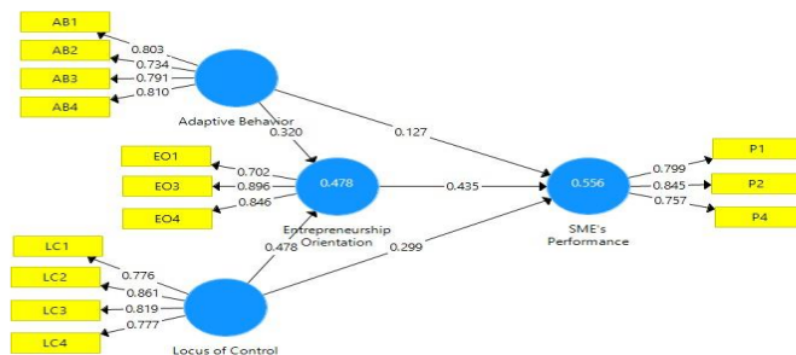 AB1
AB2
AB3
AB4
0.803
0.734
0.791
0.810
Adaptive Behavior
0.320
0.127
EO1
EO3
EO4
0.702
0.896
0.846
0.478
Entrepreneurship
Orientation
0.435
0.556
SME's
Performance
0.799
0.845
0.757
P1
P2
P4
0.478
0.299
LC1
LC2
LC3
LC4
0.776
0.861
0.819
0.777
Locus of Control